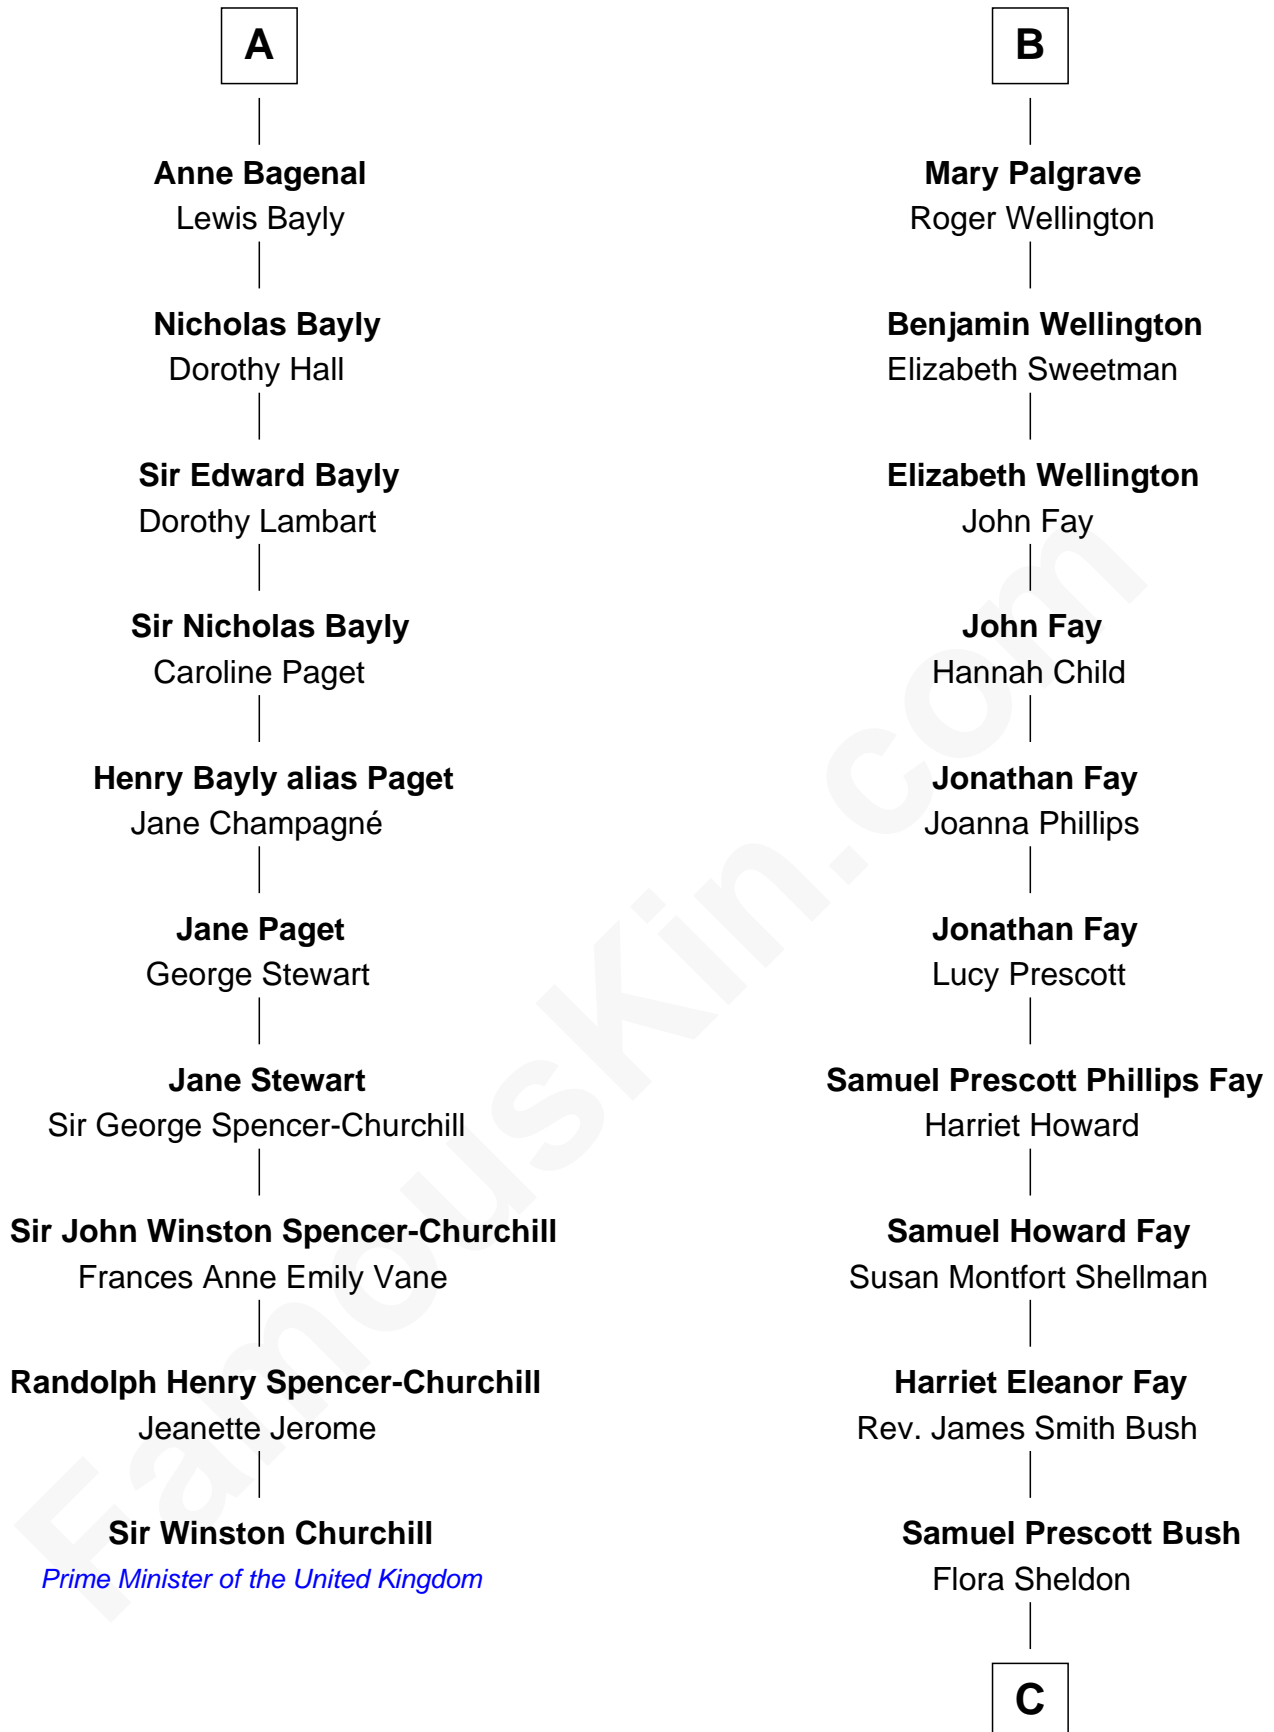 A
Anne Bagenal
Lewis Bayly
Nicholas Bayly
Dorothy Hall
Sir Edward Bayly
Dorothy Lambart
Sir Nicholas Bayly
Caroline Paget
Henry Bayly alias Paget
Jane Champagné
Jane Paget
George Stewart
Jane Stewart
Sir George Spencer-Churchill
Sir John Winston Spencer-Churchill
Frances Anne Emily Vane
Randolph Henry Spencer-Churchill
Jeanette Jerome
Sir Winston Churchill
Prime Minister of the United Kingdom
B
Mary Palgrave
Roger Wellington
Benjamin Wellington
Elizabeth Sweetman
Elizabeth Wellington
John Fay
John Fay
Hannah Child
Jonathan Fay
Joanna Phillips
Jonathan Fay
Lucy Prescott
Samuel Prescott Phillips Fay
Harriet Howard
Samuel Howard Fay
Susan Montfort Shellman
Harriet Eleanor Fay
Rev. James Smith Bush
Samuel Prescott Bush
Flora Sheldon
C
FamousKin.com